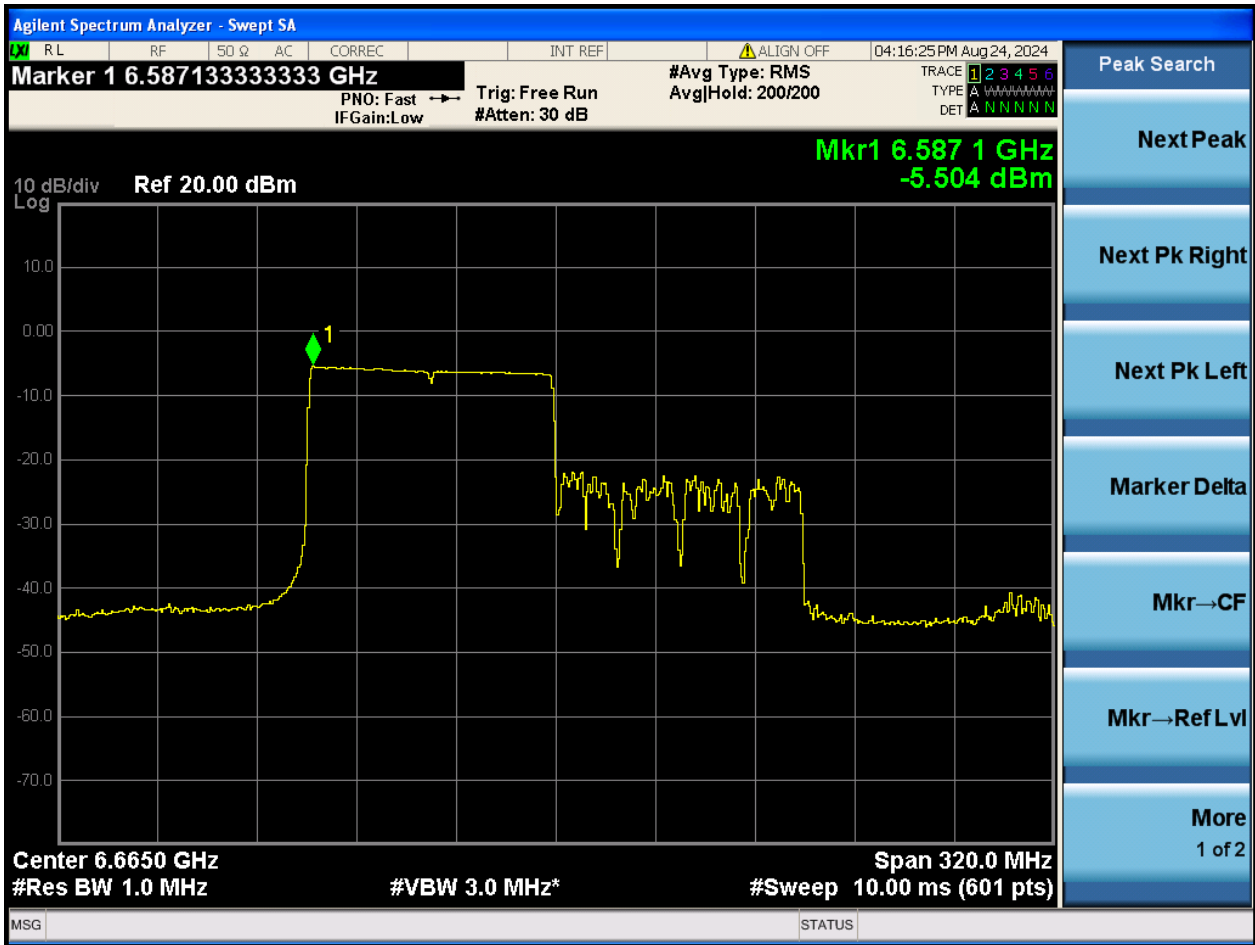 Agilent Spectrum Analyzer - Swept SA
LXI RL RF 50 Ω AC CORREC INT REF ALIGN OFF 04:16:25 PM Aug 24, 2024
Marker 1 6.587133333333 GHz
PNO: Fast
IFGain:Low
Trig: Free Run
#Atten: 30 dB
#Avg Type: RMS
Avg|Hold: 200/200
TRACE 1 2 3 4 5 6
TYPE A
DET A N N N N N
Mkr1 6.587 1 GHz
-5.504 dBm
10 dB/div Ref 20.00 dBm
Log
10.0
0.00
-10.0
-20.0
-30.0
-40.0
-50.0
-60.0
-70.0
1
Center 6.6650 GHz Span 320.0 MHz
#Res BW 1.0 MHz #VBW 3.0 MHz* #Sweep 10.00 ms (601 pts)
MSG STATUS
Peak Search
Next Peak
Next Pk Right
Next Pk Left
Marker Delta
Mkr→CF
Mkr→Ref Lvl
More
1 of 2